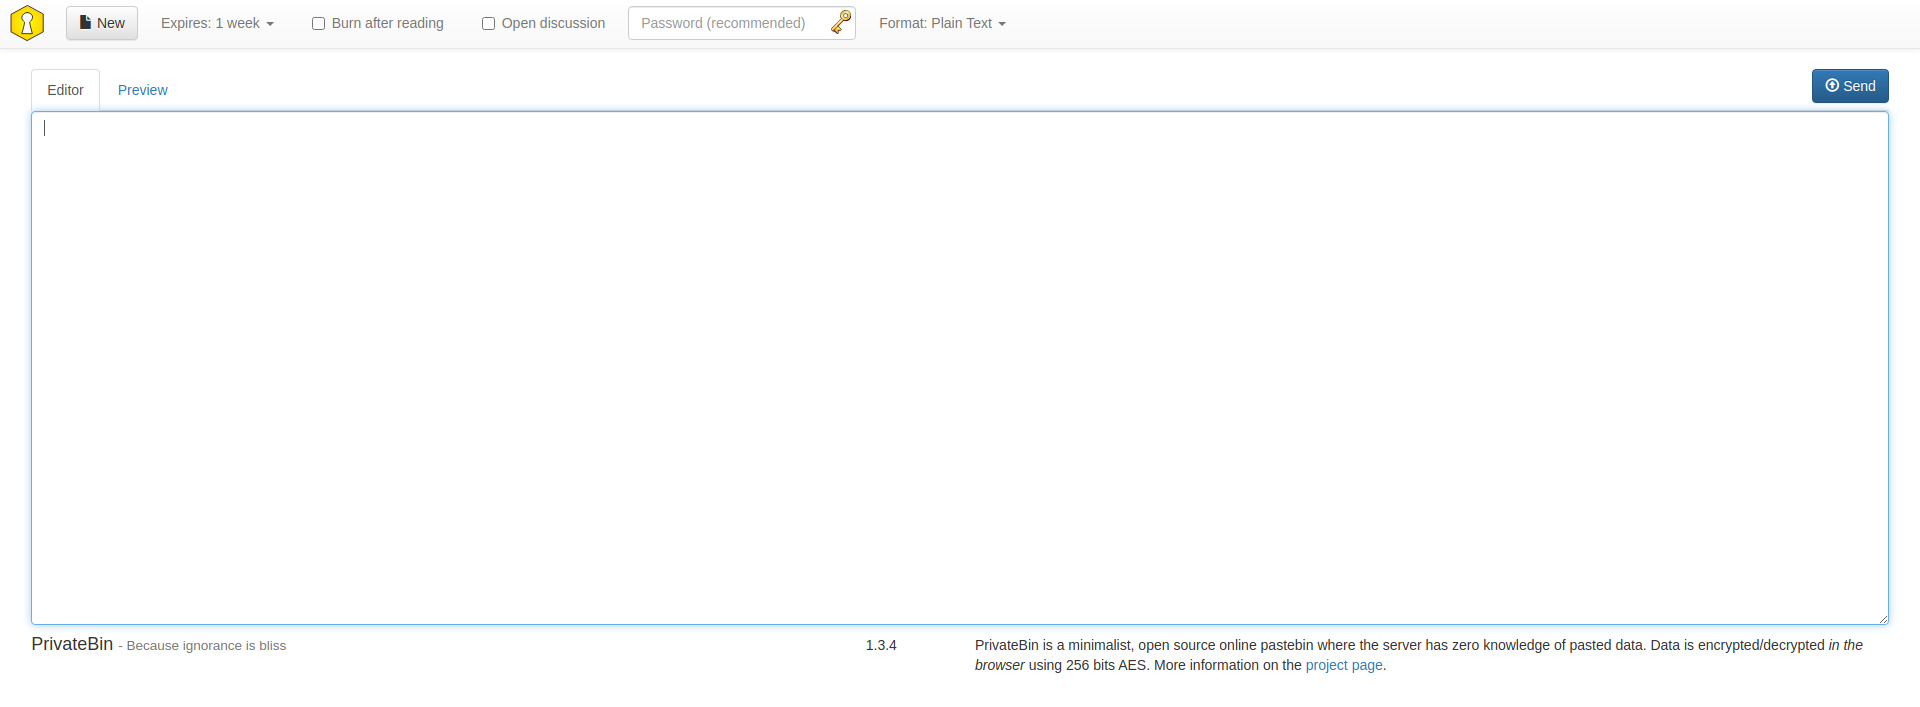 New Expires: 1 week Burn after reading Open discussion Password (recommended) Format: Plain Text
Editor Preview Send
PrivateBin - Because ignorance is bliss 1.3.4 PrivateBin is a minimalist, open source online pastebin where the server has zero knowledge of pasted data. Data is encrypted/decrypted in the
browser using 256 bits AES. More information on the project page.